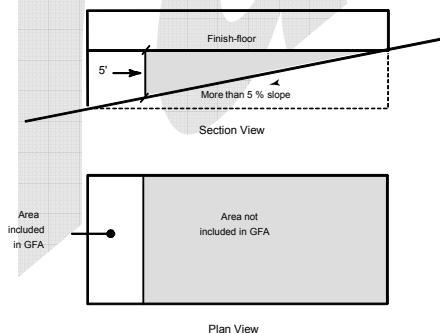 Finish-floor
5'
More than 5 % slope
Section View
Area
included
in GFA
Area not
included in GFA
Plan View